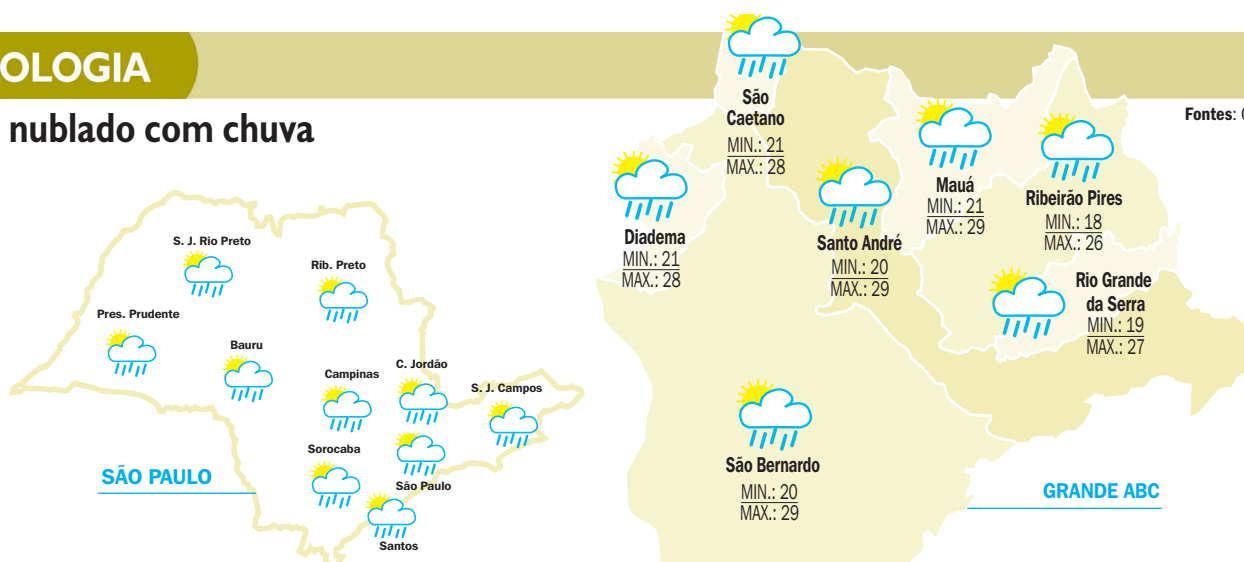 OLOGIA
nublado com chuva
Fontes:
S. J. Rio Preto
Rib. Preto
Pres. Prudente
Bauru
Campinas
C. Jordão
S. J. Campos
Sorocaba
São Paulo
Santos
SÃO PAULO
São
Caetano
MIN.: 21
MAX.: 28
Diadema
MIN.: 21
MAX.: 28
Santo André
MIN.: 20
MAX.: 29
Mauá
MIN.: 21
MAX.: 29
Ribeirão Pires
MIN.: 18
MAX.: 26
Rio Grande
da Serra
MIN.: 19
MAX.: 27
São Bernardo
MIN.: 20
MAX.: 29
GRANDE ABC